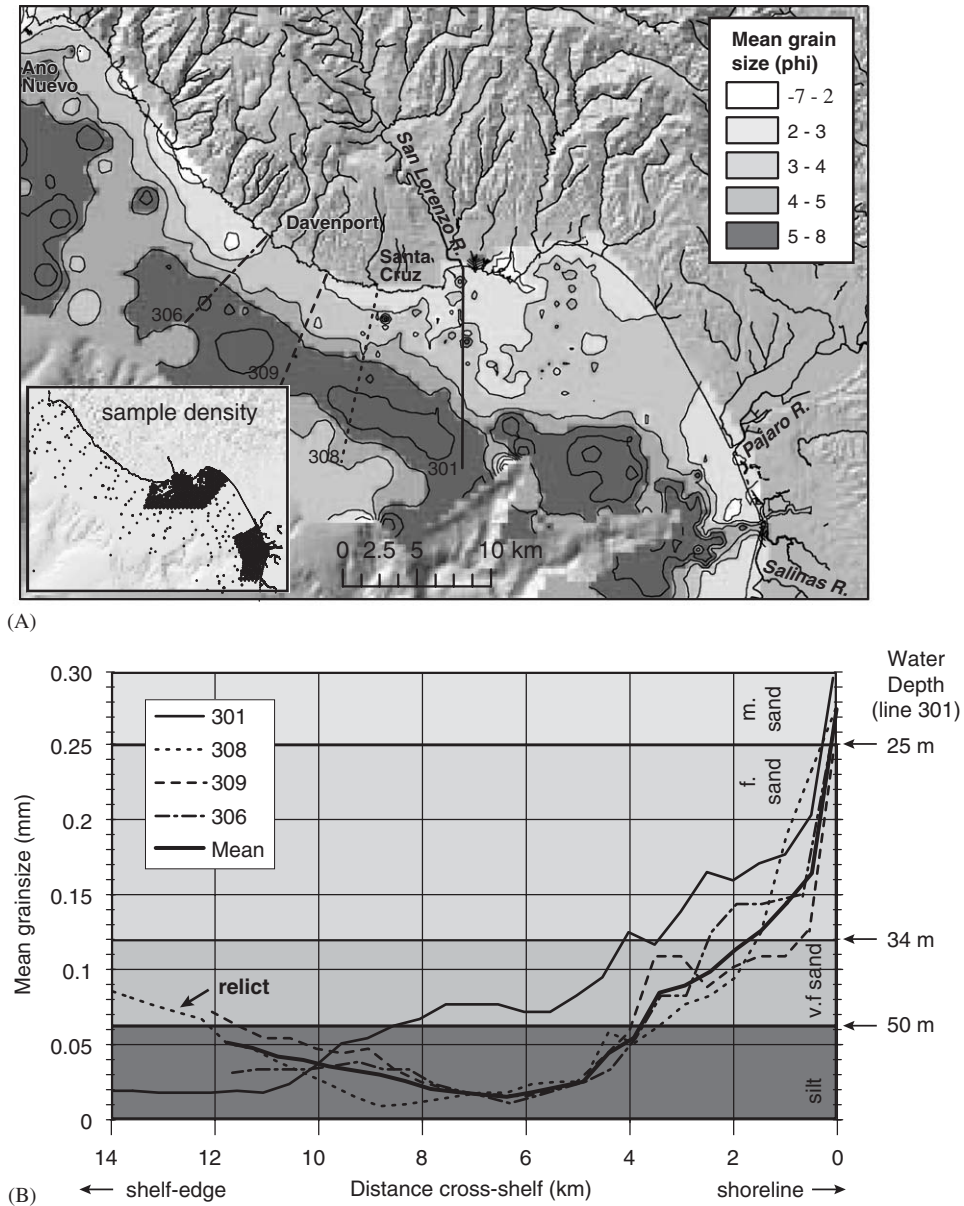 Ano
Nuevo
Mean grain
size (phi)
-7 - 2
2 - 3
3 - 4
4 - 5
5 - 8
San Lorenzo R.
Davenport
Santa
Cruz
306
309
308
301
sample density
0 2.5 5 10 km
Pajaro R.
Salinas R.
(A)
0.30
0.25
0.2
0.15
0.1
0.05
0
Mean grainsize (mm)
301
308
309
306
Mean
relict
m.
sand
f.
sand
v.f sand
silt
Water
Depth
(line 301)
25 m
34 m
50 m
14 12 10 8 6 4 2 0
shelf-edge
Distance cross-shelf (km)
shoreline
(B)